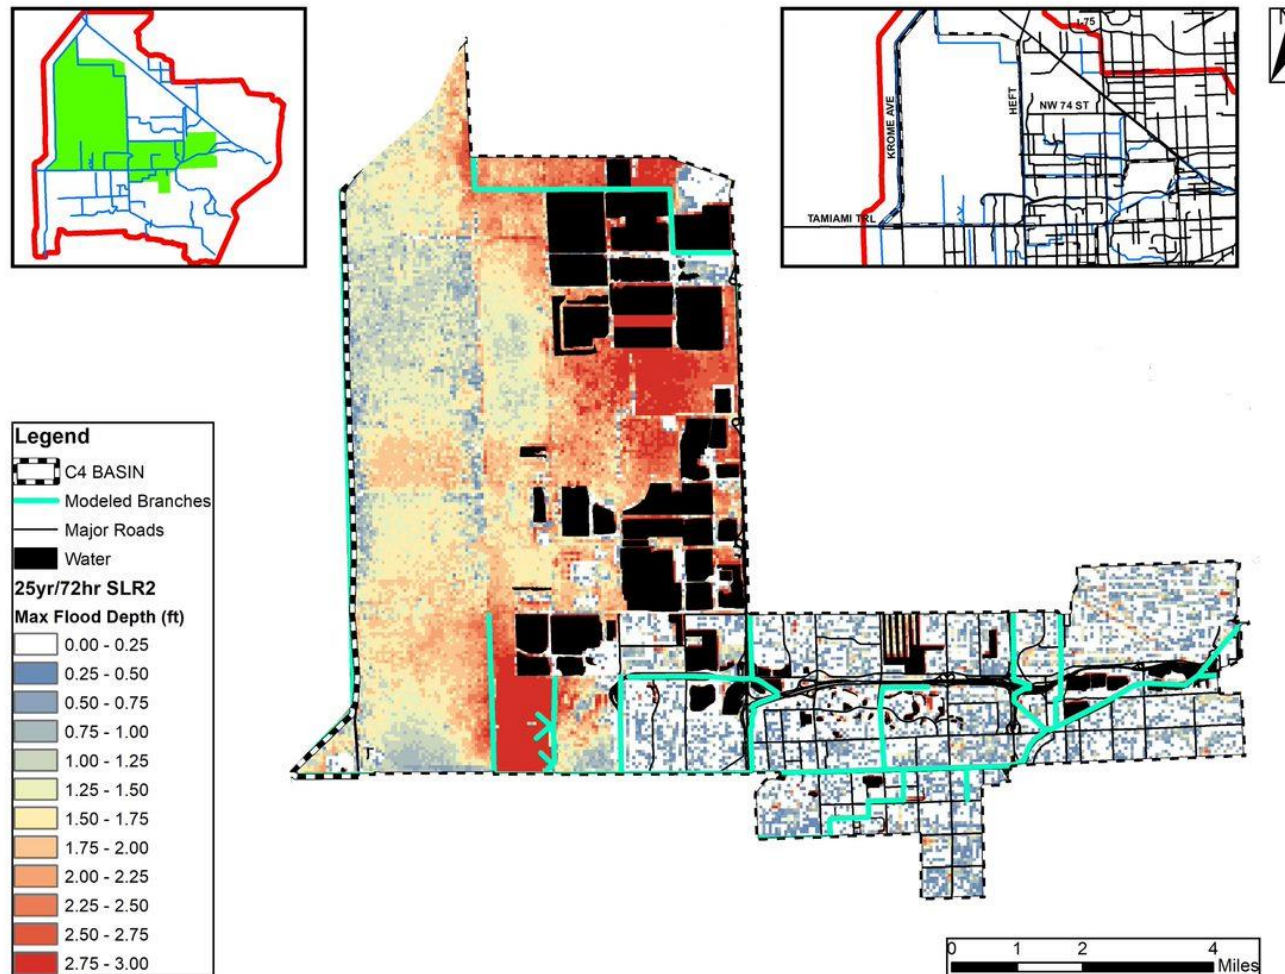 I-75
NW 74 ST
HEFT
KROME AVE
TAMIAMI TRL
Legend
C4 BASIN
Modeled Branches
Major Roads
Water
25yr/72hr SLR2
Max Flood Depth (ft)
0.00 - 0.25
0.25 - 0.50
0.50 - 0.75
0.75 - 1.00
1.00 - 1.25
1.25 - 1.50
1.50 - 1.75
1.75 - 2.00
2.00 - 2.25
2.25 - 2.50
2.50 - 2.75
2.75 - 3.00
0 1 2 4
Miles